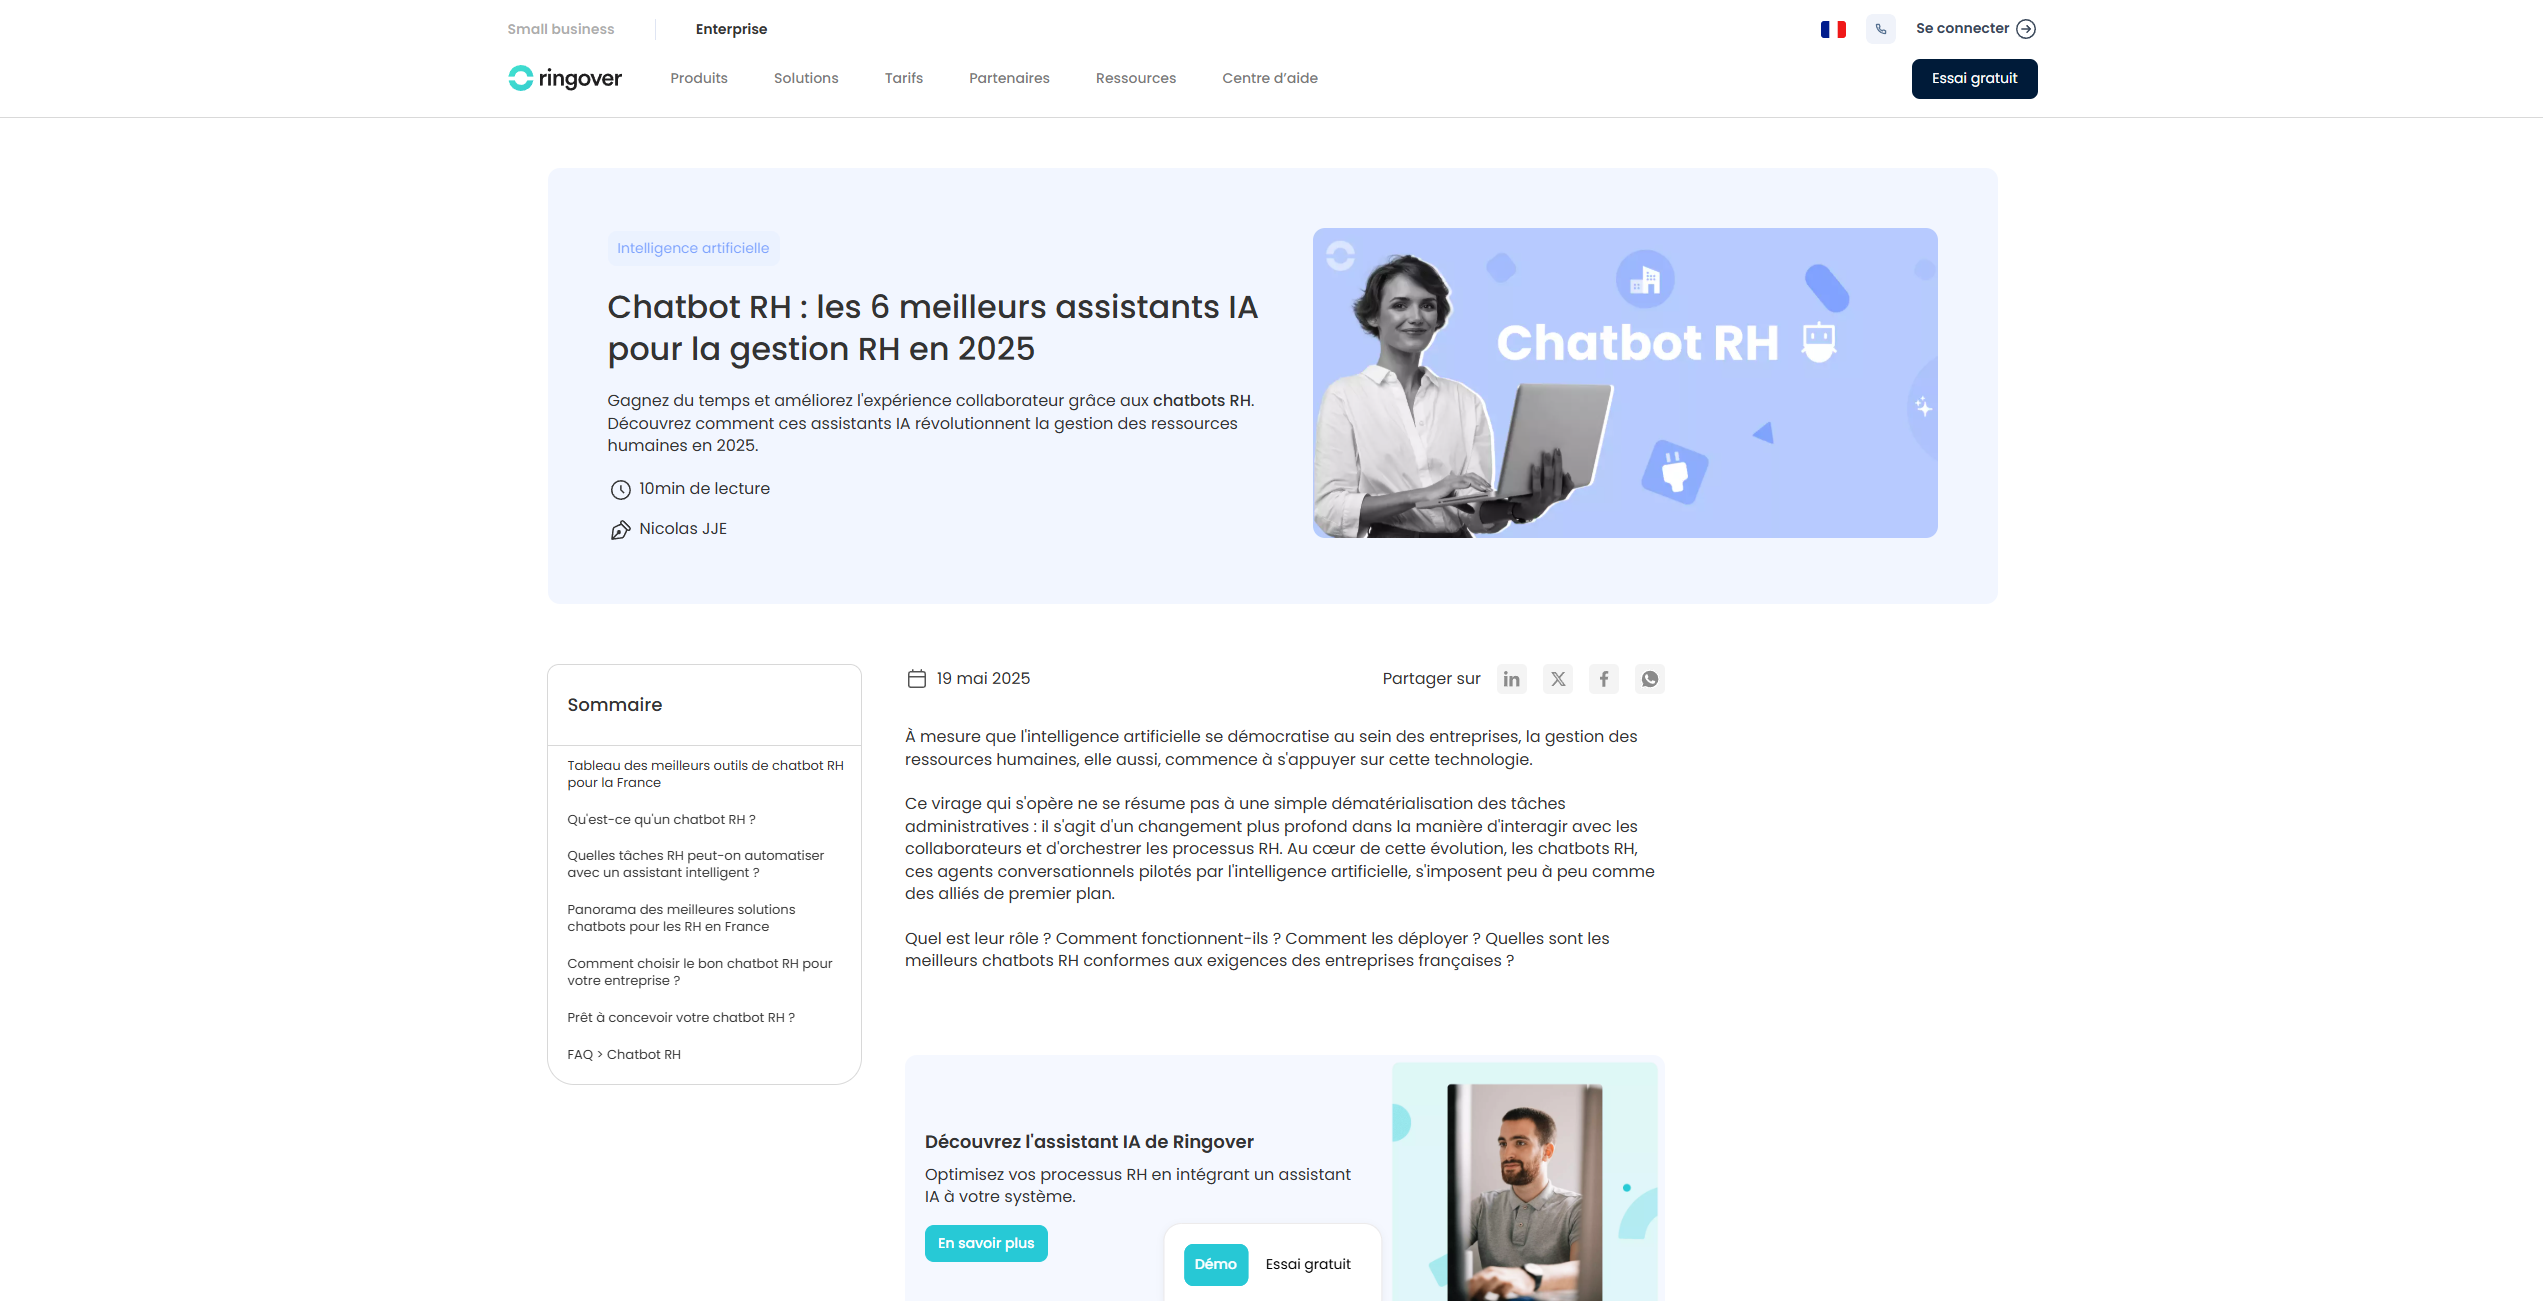 Small business
Enterprise
Se connecter
ringover
Produits
Solutions
Tarifs
Partenaires
Ressources
Centre d'aide
Essai gratuit
Intelligence artificielle
Chatbot RH : les 6 meilleurs assistants IA
pour la gestion RH en 2025
Gagnez du temps et améliorez l'expérience collaborateur grâce aux chatbots RH.
Découvrez comment ces assistants IA révolutionnent la gestion des ressources
humaines en 2025.
10min de lecture
Nicolas JJE
Chatbot RH
Sommaire
Tableau des meilleurs outils de chatbot RH
pour la France
Qu'est-ce qu'un chatbot RH ?
Quelles tâches RH peut-on automatiser
avec un assistant intelligent ?
Panorama des meilleures solutions
chatbots pour les RH en France
Comment choisir le bon chatbot RH pour
votre entreprise ?
Prêt à concevoir votre chatbot RH ?
FAQ > Chatbot RH
19 mai 2025
Partager sur
À mesure que l'intelligence artificielle se démocratise au sein des entreprises, la gestion des
ressources humaines, elle aussi, commence à s'appuyer sur cette technologie.
Ce virage qui s'opère ne se résume pas à une simple dématérialisation des tâches
administratives : il s'agit d'un changement plus profond dans la manière d'interagir avec les
collaborateurs et d'orchestrer les processus RH. Au cœur de cette évolution, les chatbots RH,
ces agents conversationnels pilotés par l'intelligence artificielle, s'imposent peu à peu comme
des alliés de premier plan.
Quel est leur rôle ? Comment fonctionnent-ils ? Comment les déployer ? Quelles sont les
meilleurs chatbots RH conformes aux exigences des entreprises françaises ?
Découvrez l'assistant IA de Ringover
Optimisez vos processus RH en intégrant un assistant
IA à votre système.
En savoir plus
Démo
Essai gratuit